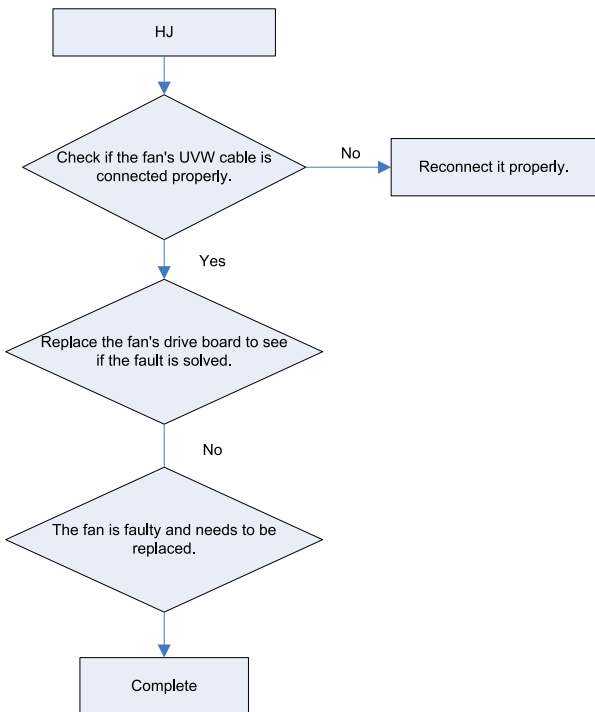 HJ
Check if the fan's UVW cable is
connected properly.
No
Reconnect it properly.
Yes
Replace the fan's drive board to see
if the fault is solved.
No
The fan is faulty and needs to be
replaced.
Complete